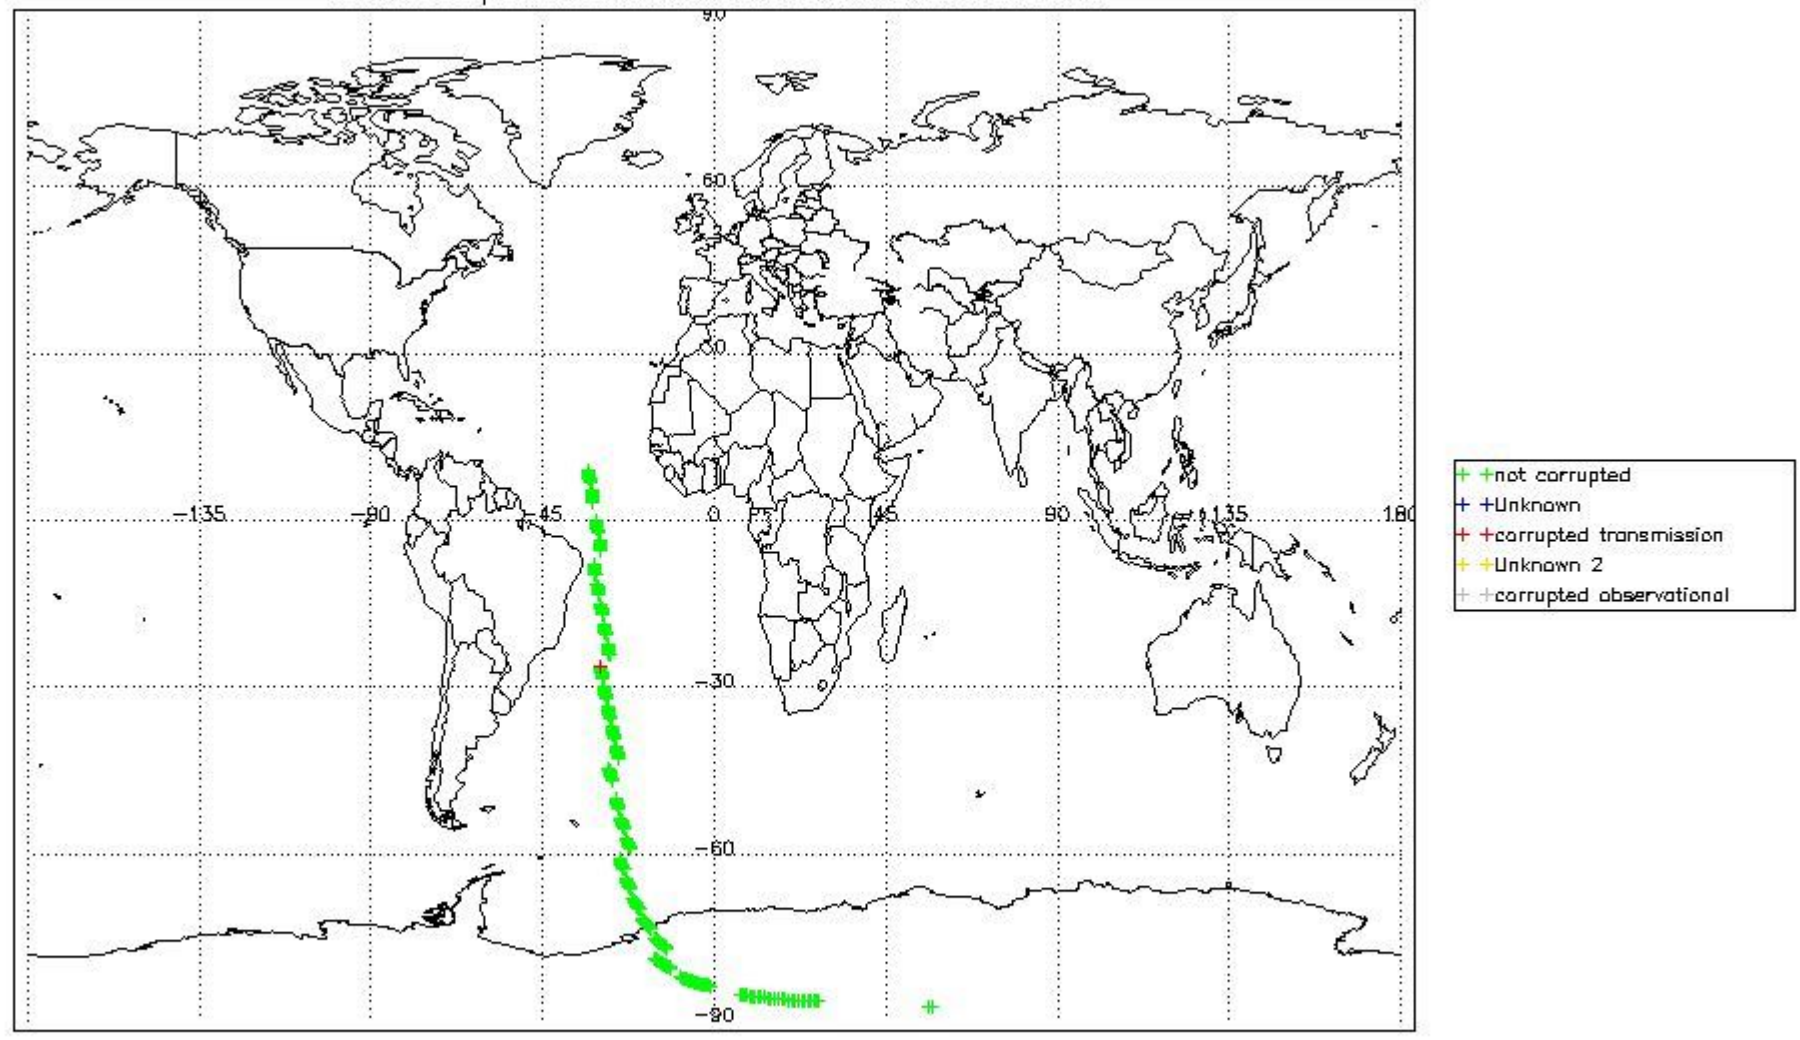 90
60
30
-135 -90 -45 0 45 90 135 180
-30
-60
-90
+ +not corrupted
+ +Unknown
+ +corrupted transmission
+ +Unknown 2
+ +corrupted observational